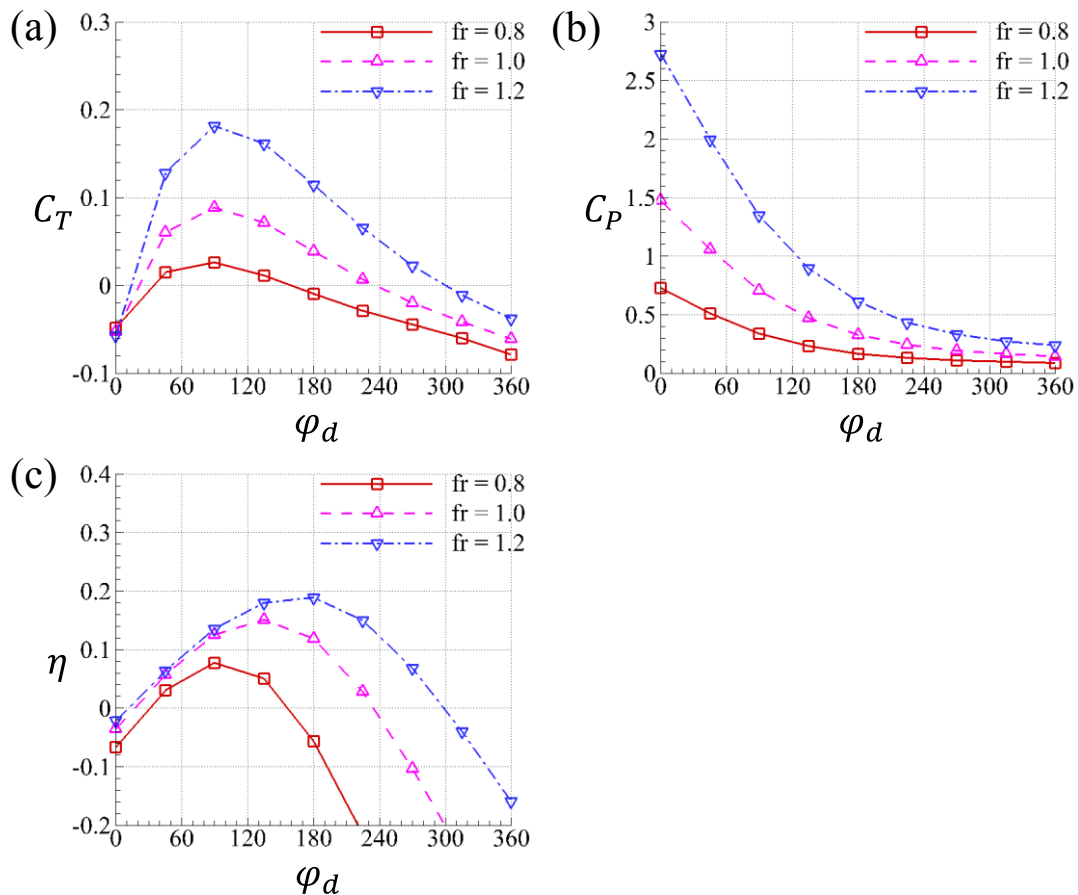 (a)
0.3
0.2
0.1
0
-0.1
C_T
0 60 120 180 240 300 360
φ_d
fr = 0.8
fr = 1.0
fr = 1.2
(b)
3
2.5
2
1.5
1
0.5
0
C_P
0 60 120 180 240 300 360
φ_d
fr = 0.8
fr = 1.0
fr = 1.2
(c)
0.4
0.3
0.2
0.1
0
-0.1
-0.2
η
0 60 120 180 240 300 360
φ_d
fr = 0.8
fr = 1.0
fr = 1.2